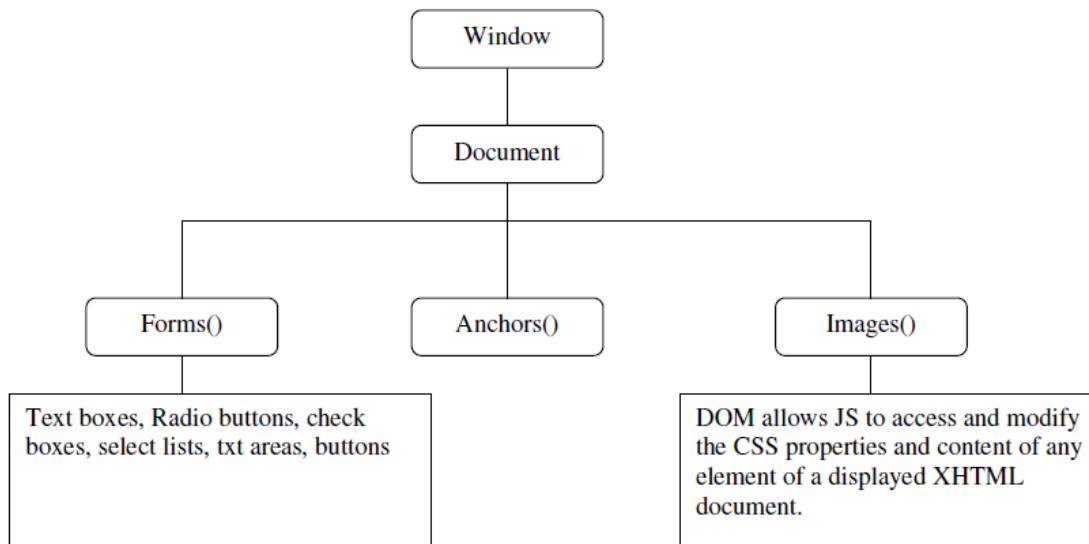 Window
Document
Forms()
Anchors()
Images()
Text boxes, Radio buttons, check
boxes, select lists, txt areas, buttons
DOM allows JS to access and modify
the CSS properties and content of any
element of a displayed XHTML
document.